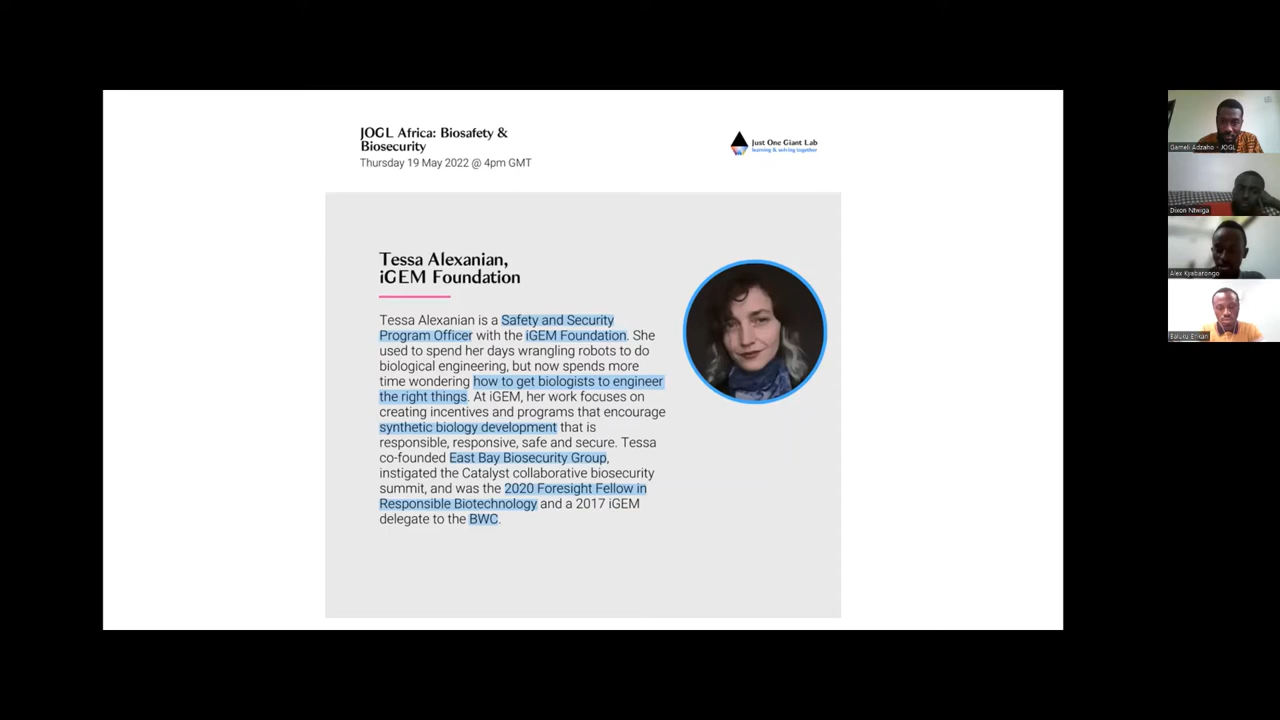 JOGL Africa: Biosafety &
Biosecurity
Thursday 19 May 2022 @ 4pm GMT
Just One Giant Lab
learning & solving together
Tessa Alexanian,
iGEM Foundation
Tessa Alexanian is a Safety and Security
Program Officer with the iGEM Foundation. She
used to spend her days wrangling robots to do
biological engineering, but now spends more
time wondering how to get biologists to engineer
the right things. At iGEM, her work focuses on
creating incentives and programs that encourage
synthetic biology development that is
responsible, responsive, safe and secure. Tessa
co-founded East Bay Biosecurity Group,
instigated the Catalyst collaborative biosecurity
summit, and was the 2020 Foresight Fellow in
Responsible Biotechnology and a 2017 iGEM
delegate to the BWC.
Gameli Adzaho - JOGL
Dixon Ntwiga
Alex Kyabarongo
Baluku Erikan